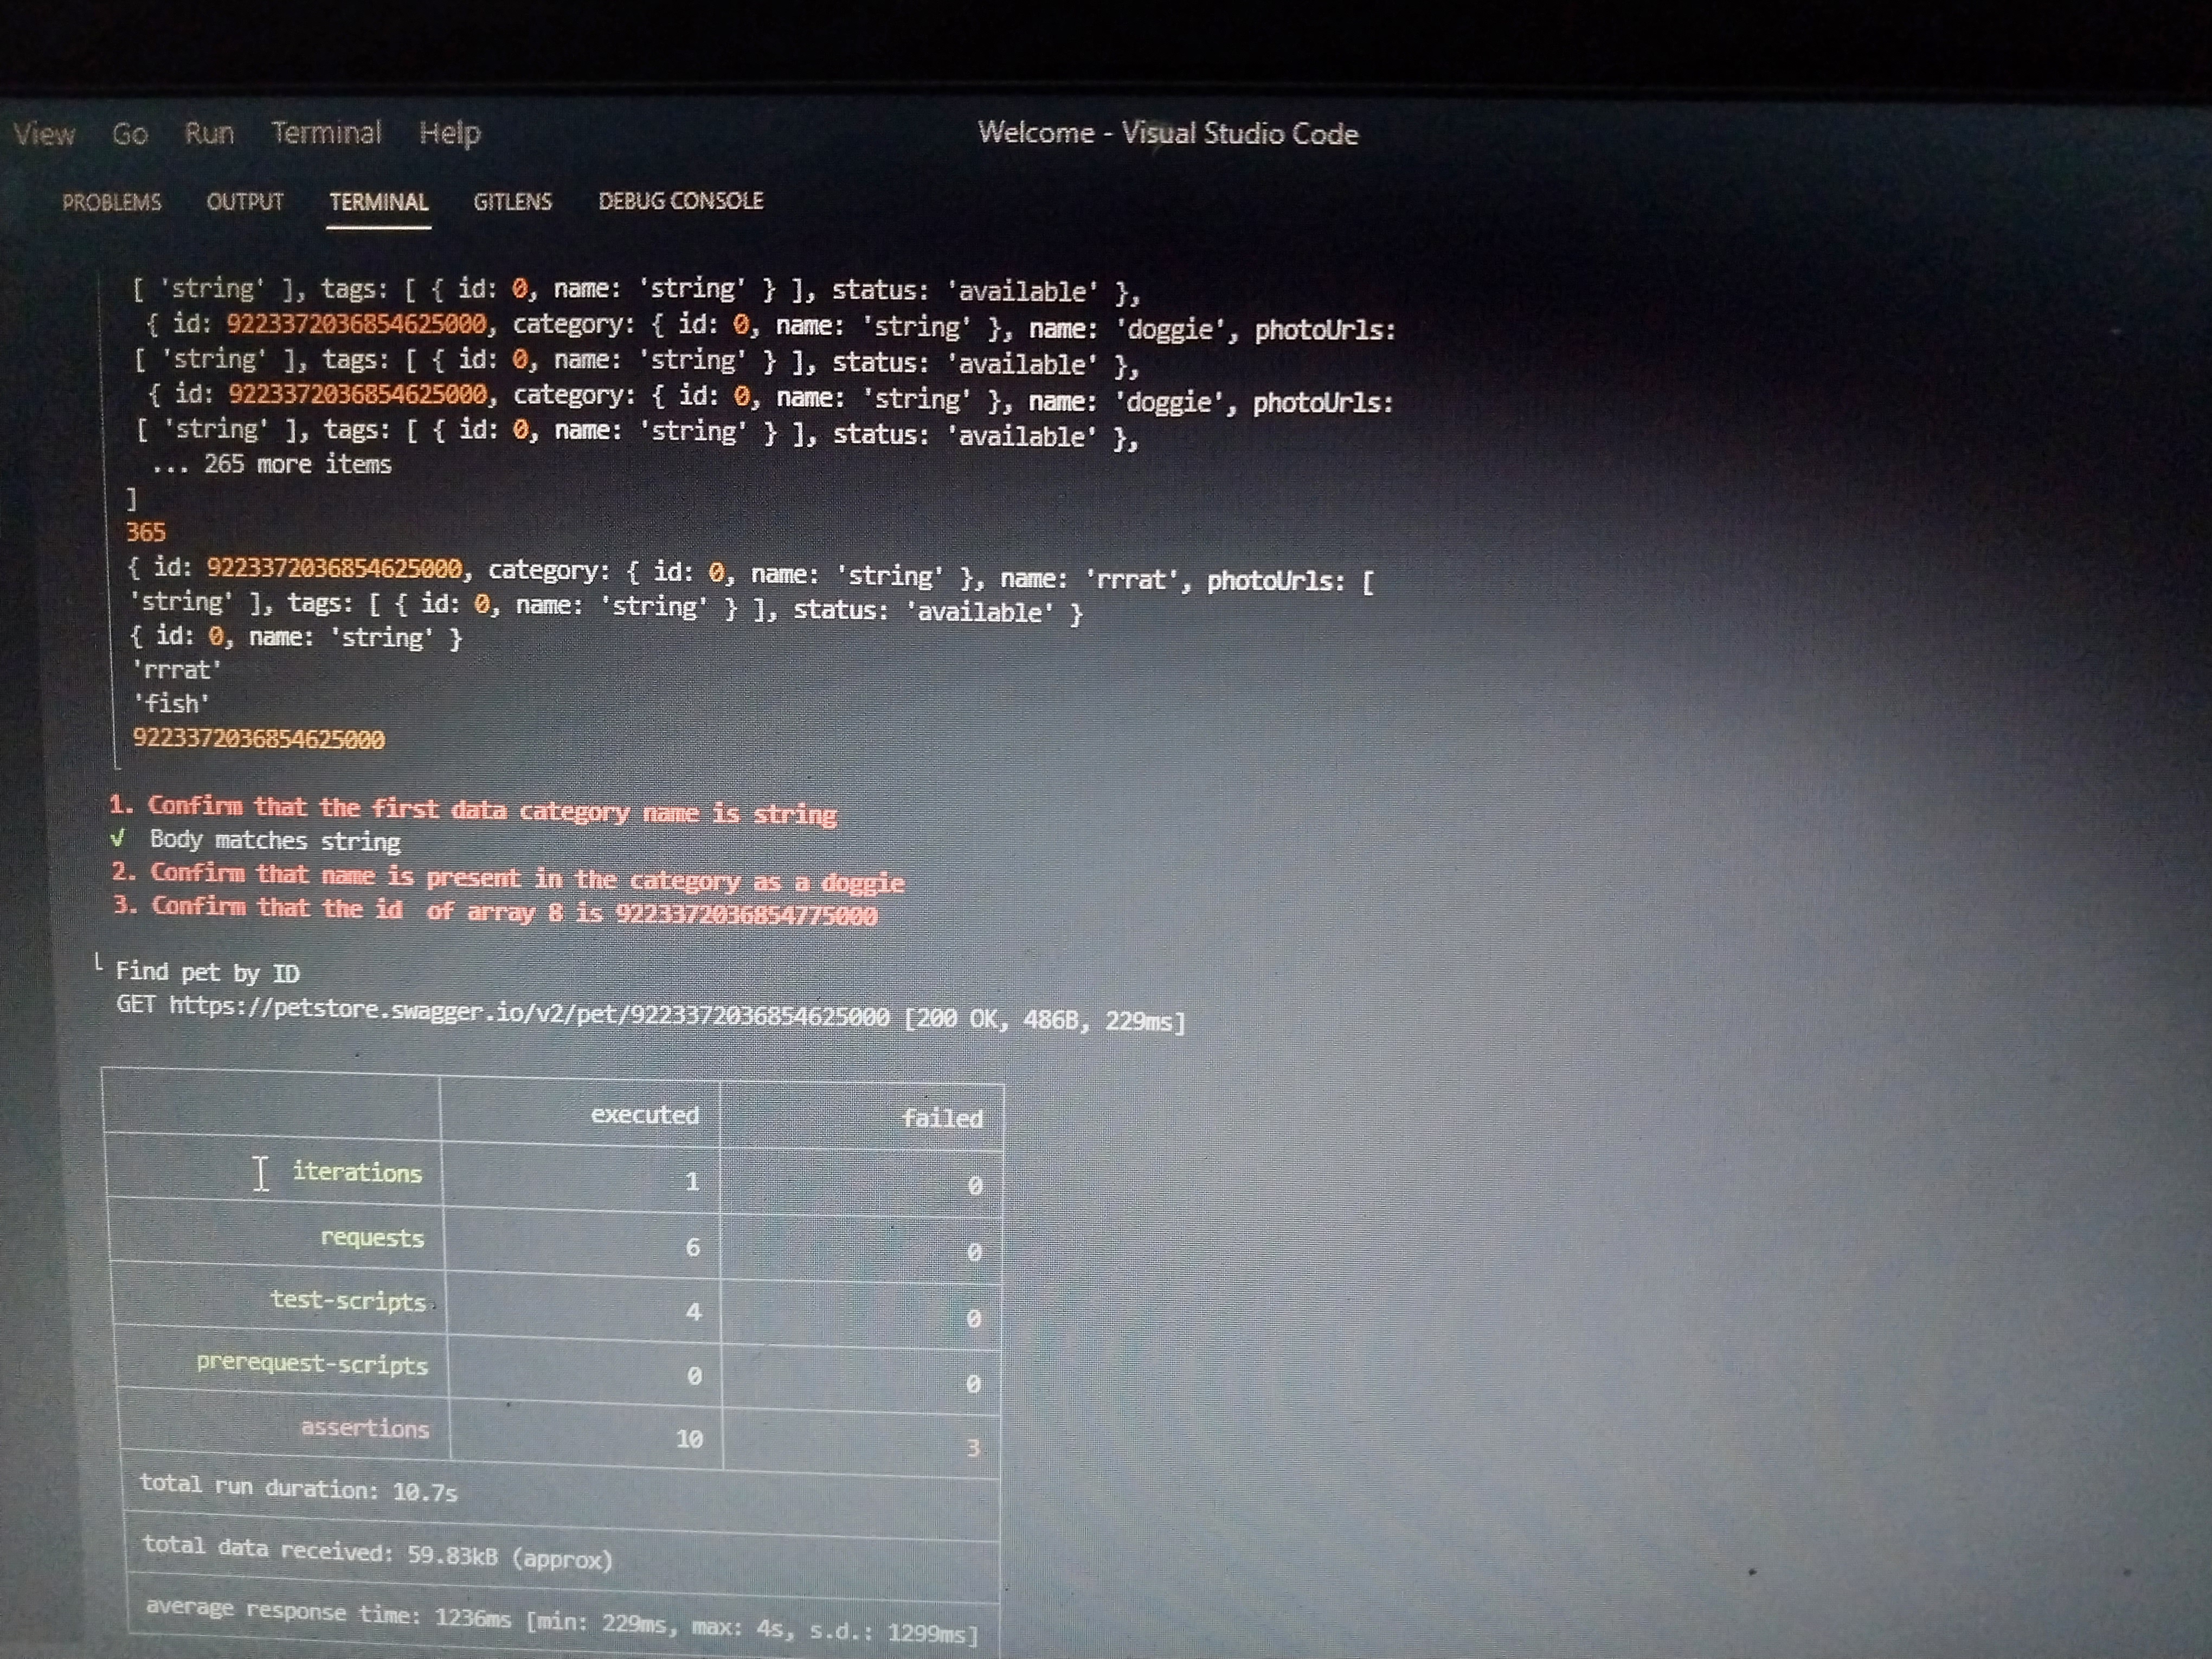 View Go Run Terminal Help
Welcome - Visual Studio Code
PROBLEMS OUTPUT TERMINAL GITLENS DEBUG CONSOLE
[ 'string' ], tags: [ { id: 0, name: 'string' } ], status: 'available' },
{ id: 9223372036854625000, category: { id: 0, name: 'string' }, name: 'doggie', photoUrls:
[ 'string' ], tags: [ { id: 0, name: 'string' } ], status: 'available' },
{ id: 9223372036854625000, category: { id: 0, name: 'string' }, name: 'doggie', photoUrls:
[ 'string' ], tags: [ { id: 0, name: 'string' } ], status: 'available' },
... 265 more items
]
365
{ id: 9223372036854625000, category: { id: 0, name: 'string' }, name: 'rrrat', photoUrls: [
'string' ], tags: [ { id: 0, name: 'string' } ], status: 'available' }
{ id: 0, name: 'string' }
'rrrat'
'fish'
9223372036854625000
1. Confirm that the first data category name is string
√ Body matches string
2. Confirm that name is present in the category as a doggie
3. Confirm that the id  of array 8 is 9223372036854775000
└ Find pet by ID
GET https://petstore.swagger.io/v2/pet/9223372036854625000 [200 OK, 486B, 229ms]
executed failed
iterations 1 0
requests 6 0
test-scripts 4 0
prerequest-scripts 0 0
assertions 10 3
total run duration: 10.7s
total data received: 59.83kB (approx)
average response time: 1236ms [min: 229ms, max: 4s, s.d.: 1299ms]